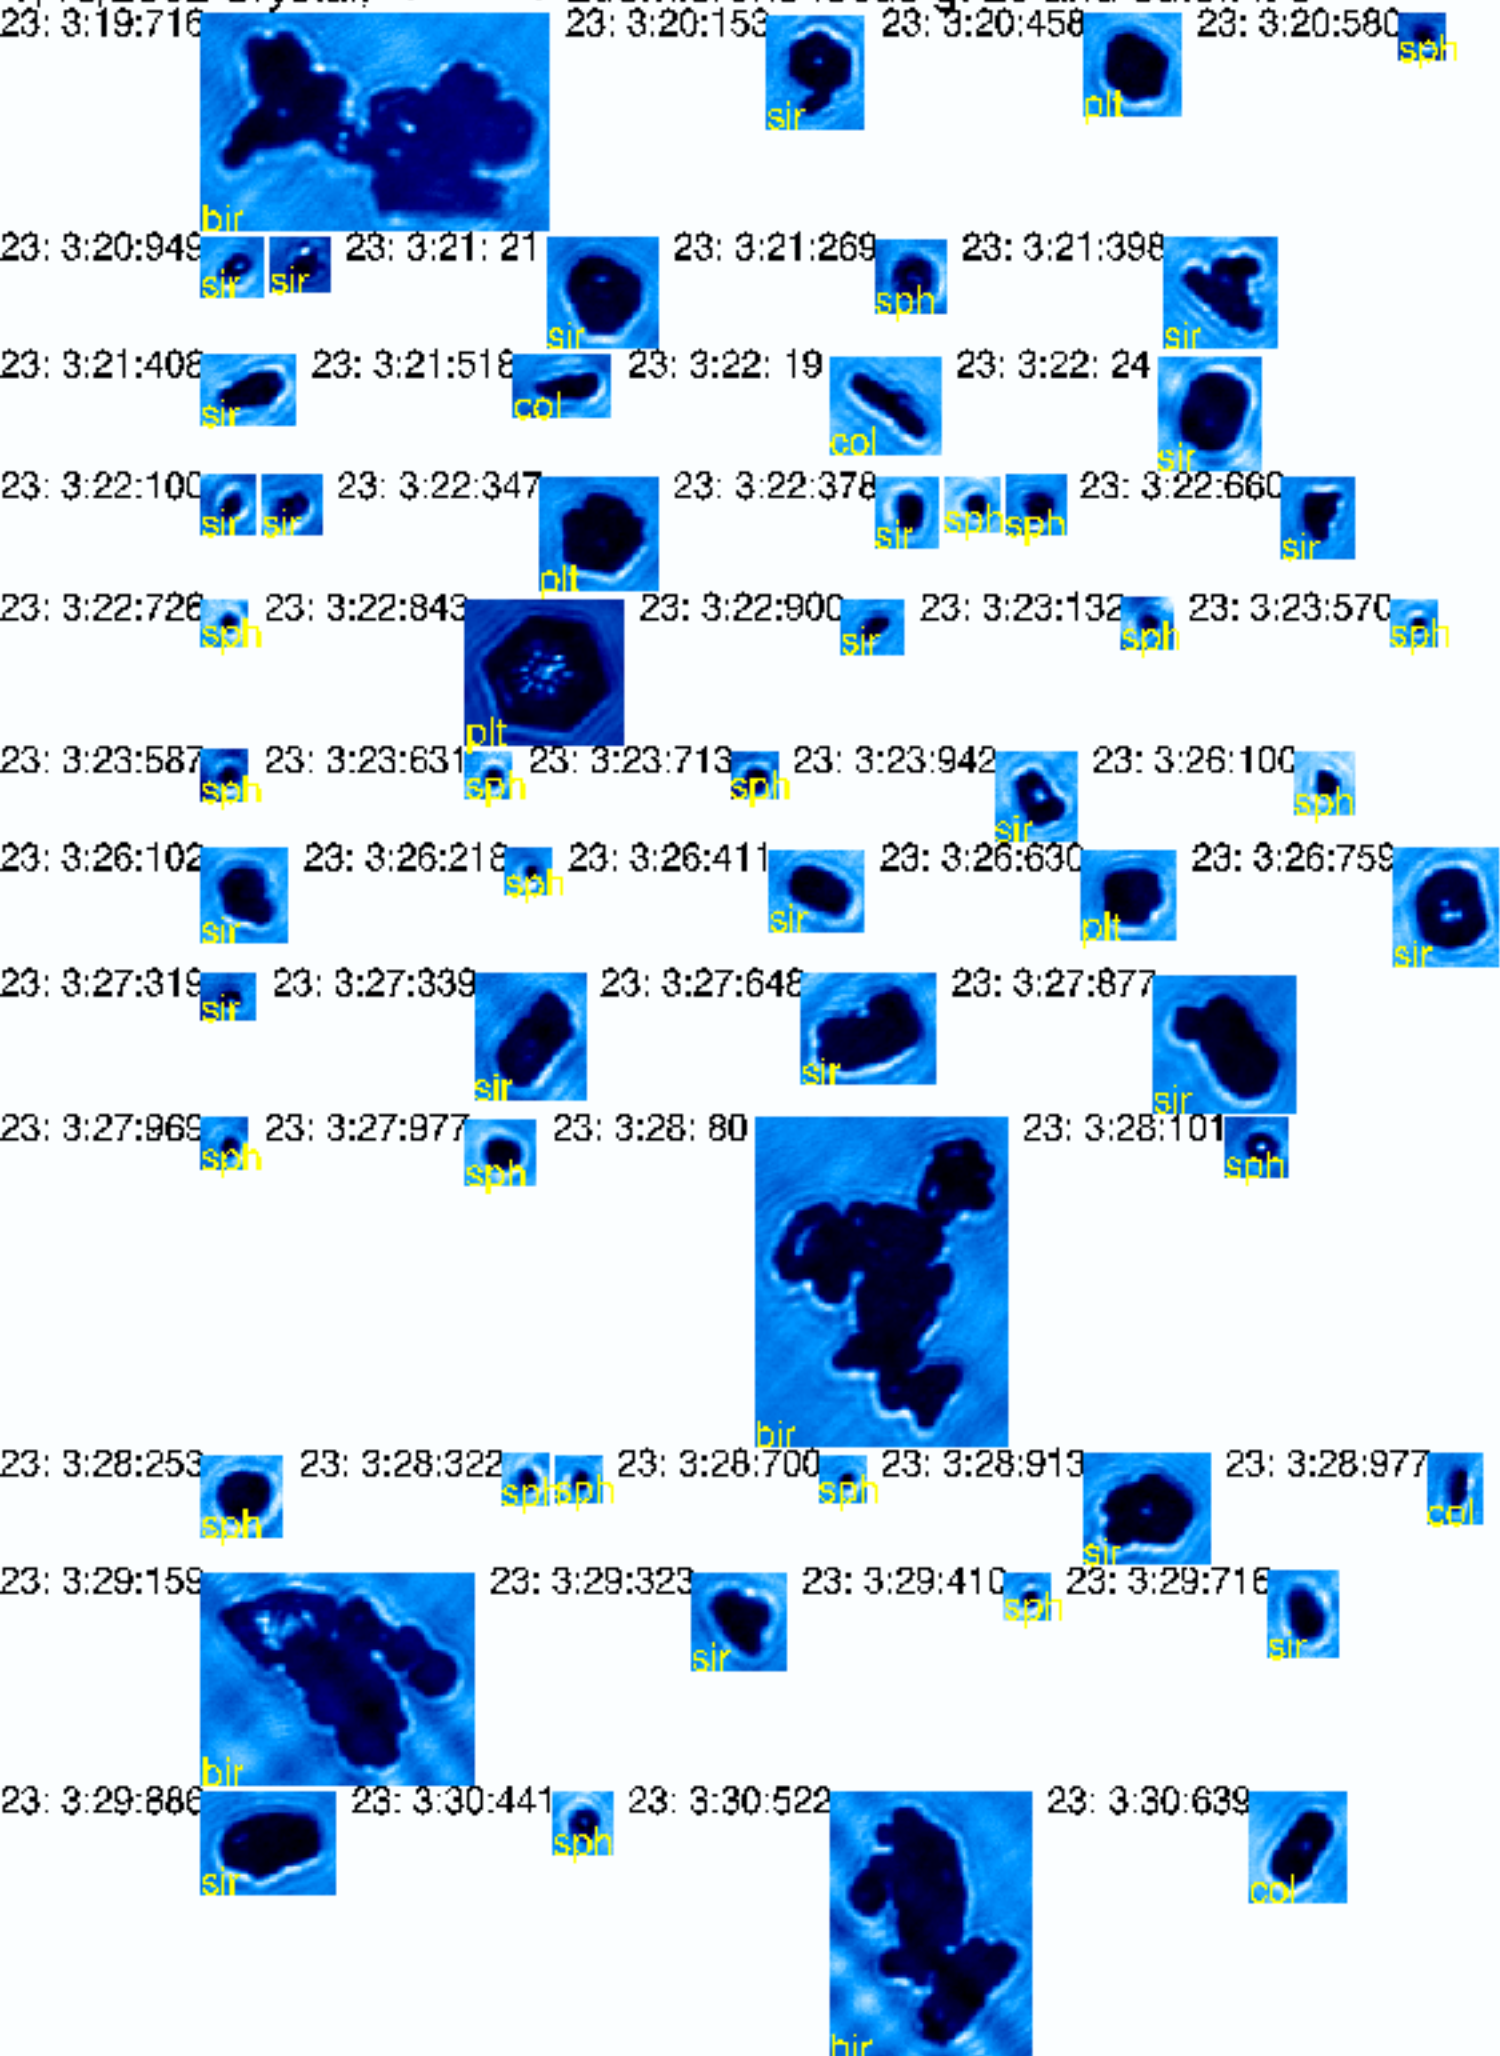 23: 3:19:716 bir 23: 3:20:153 sir 23: 3:20:458 plt 23: 3:20:580 sph
23: 3:20:949 sir sir 23: 3:21: 21 sir 23: 3:21:269 sph 23: 3:21:398 sir
23: 3:21:408 sir 23: 3:21:518 col 23: 3:22: 19 col 23: 3:22: 24 sir
23: 3:22:100 sir sir 23: 3:22:347 plt 23: 3:22:378 sir sph sph 23: 3:22:660 sir
23: 3:22:726 sph 23: 3:22:843 plt 23: 3:22:900 sir 23: 3:23:132 sph 23: 3:23:570 sph
23: 3:23:587 sph 23: 3:23:631 sph 23: 3:23:713 sph 23: 3:23:942 sir 23: 3:26:100 sph
23: 3:26:102 sir 23: 3:26:218 sph 23: 3:26:411 sir 23: 3:26:630 plt 23: 3:26:759 sir
23: 3:27:319 sir 23: 3:27:339 sir 23: 3:27:648 sir 23: 3:27:877 sir
23: 3:27:969 sph 23: 3:27:977 sph 23: 3:28: 80 bir 23: 3:28:101 sph
23: 3:28:253 sph 23: 3:28:322 sph sph 23: 3:28:700 sph 23: 3:28:913 sir 23: 3:28:977 col
23: 3:29:159 bir 23: 3:29:323 sir 23: 3:29:410 sph 23: 3:29:716 sir
23: 3:29:886 sir 23: 3:30:441 sph 23: 3:30:522 bir 23: 3:30:639 col